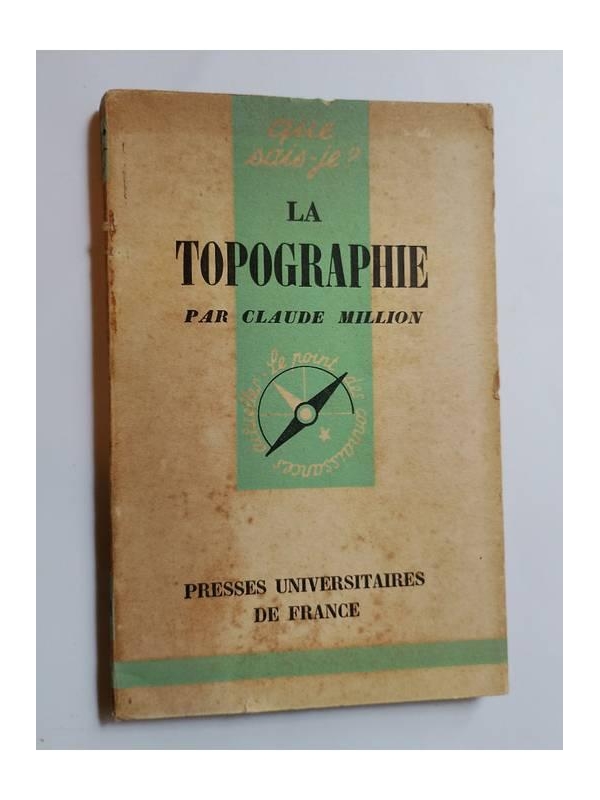 que
sais-je?
LA
TOPOGRAPHIE
PAR CLAUDE MILLION
Le point des connaissances actuelles
PRESSES UNIVERSITAIRES
DE FRANCE